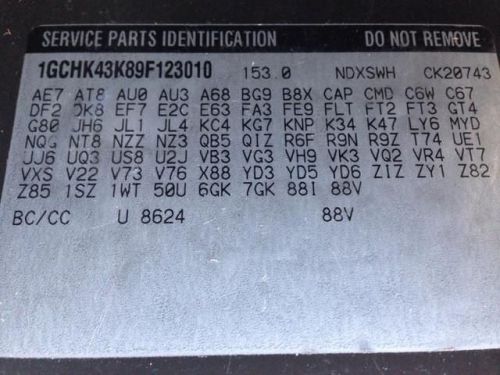 SERVICE PARTS IDENTIFICATION DO NOT REMOVE
1GCHK43K89F123010 153.0 NDXSWH CK20743
AE7 AT8 AU0 AU3 A68 BG9 B8X CAP CMD C6W C67
DF2 DK8 EF7 E2C E63 FA3 FE9 FLT FT2 FT3 GT4
G80 JH6 JL1 JL4 KC4 KG7 KNP K34 K47 LY6 MYD
NQG NT8 NZZ NZ3 QB5 QIZ R6F R9N R9Z T74 UE1
UJ6 UQ3 US8 U2J VB3 VG3 VH9 VK3 VQ2 VR4 VT7
VXS V22 V73 V76 X88 YD3 YD5 YD6 Z1Z ZY1 Z82
Z85 1SZ 1WT 50U 6GK 7GK 88I 88V
BC/CC U 8624 88V